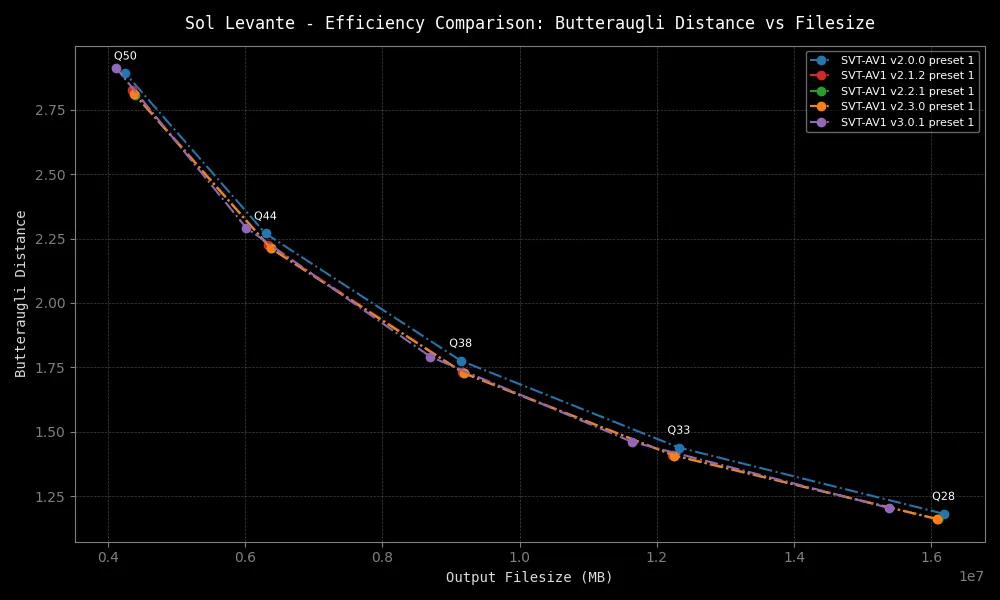 Sol Levante - Efficiency Comparison: Butteraugli Distance vs Filesize
SVT-AV1 v2.0.0 preset 1
SVT-AV1 v2.1.2 preset 1
SVT-AV1 v2.2.1 preset 1
SVT-AV1 v2.3.0 preset 1
SVT-AV1 v3.0.1 preset 1
Q50
Q44
Q38
Q33
Q28
Butteraugli Distance
2.75
2.50
2.25
2.00
1.75
1.50
1.25
0.4 0.6 0.8 1.0 1.2 1.4 1.6
1e7
Output Filesize (MB)